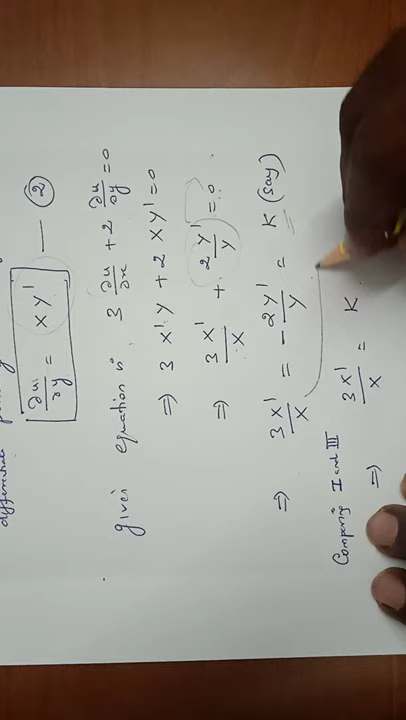 differentiate
∂u/∂y = XY' — ②
given equation is 3 ∂u/∂x + 2 ∂u/∂y = 0
⇒ 3 X'Y + 2 XY' = 0
⇒ 3X'/X + 2Y'/Y = 0
⇒ 3X'/X = - 2Y'/Y = K (Say)
Comparing I and III
⇒ 3X'/X = K